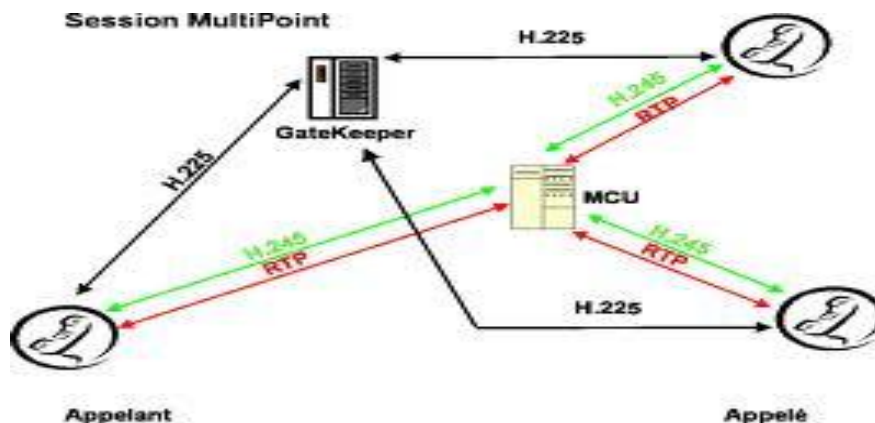 Session MultiPoint
H.225
H.245
RTP
GateKeeper
H.225
MCU
H.245
RTP
H.245
RTP
H.225
Appelant
Appelé